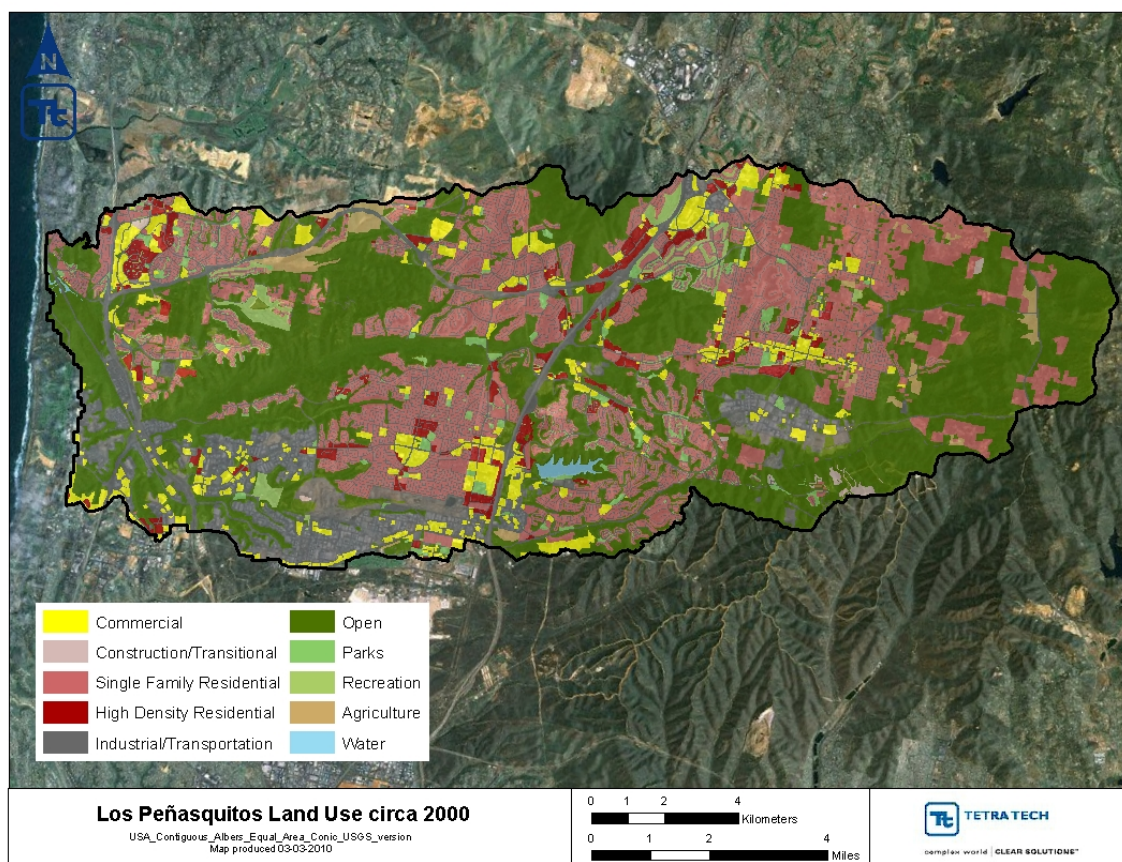 N
Tt
Commercial
Construction/Transitional
Single Family Residential
High Density Residential
Industrial/Transportation
Open
Parks
Recreation
Agriculture
Water
Los Peñasquitos Land Use circa 2000
USA_Contiguous_Albers_Equal_Area_Conic_USGS_version
Map produced 03-03-2010
0 1 2 4
Kilometers
0 1 2 4
Miles
Tt TETRA TECH
complex world | CLEAR SOLUTIONS™